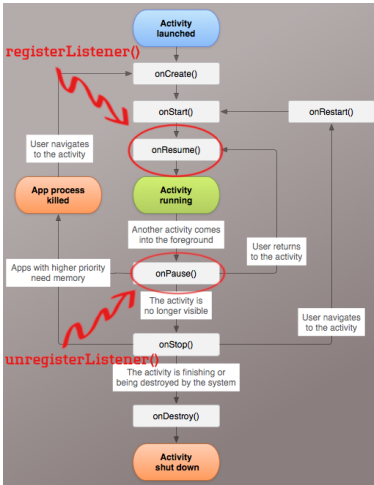 Activity
launched
registerListener()
onCreate()
onStart()
onRestart()
User navigates
to the activity
onResume()
App process
killed
Activity
running
Another activity comes
into the foreground
User returns
to the activity
Apps with higher priority
need memory
onPause()
The activity is
no longer visible
User navigates
to the activity
unregisterListener()
onStop()
The activity is finishing or
being destroyed by the system
onDestroy()
Activity
shut down